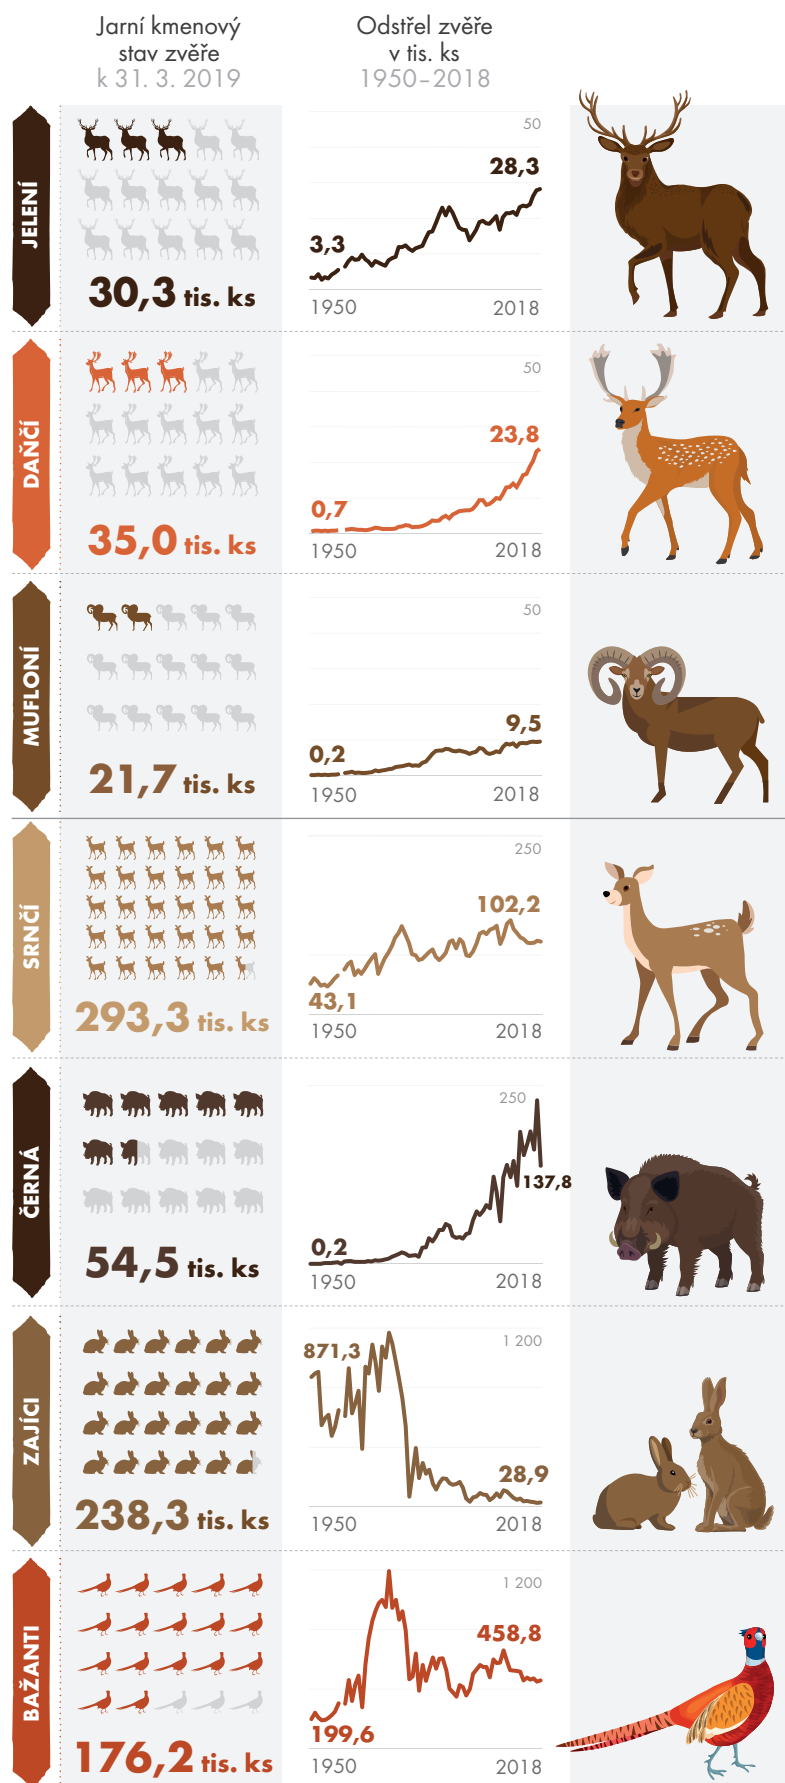 Jarní kmenový
stav zvěře
k 31. 3. 2019
Odstřel zvěře
v tis. ks
1950–2018
JELENÍ
30,3 tis. ks
50
28,3
3,3
1950
2018
DAŇČÍ
35,0 tis. ks
50
23,8
0,7
1950
2018
MUFLONÍ
21,7 tis. ks
50
9,5
0,2
1950
2018
SRNČÍ
293,3 tis. ks
250
102,2
43,1
1950
2018
ČERNÁ
54,5 tis. ks
250
137,8
0,2
1950
2018
ZAJÍCI
238,3 tis. ks
1 200
871,3
28,9
1950
2018
BAŽANTI
176,2 tis. ks
1 200
458,8
199,6
1950
2018